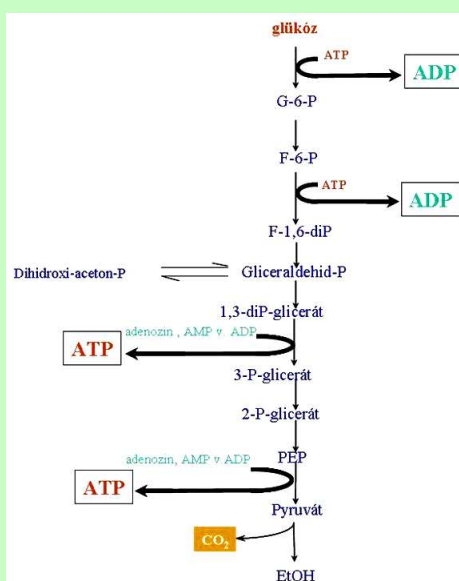 glükóz
ATP
ADP
G-6-P
F-6-P
ATP
ADP
F-1,6-diP
Dihidroxi-aceton-P
Gliceraldehid-P
1,3-diP-glicerát
adenozin , AMP v. ADP
ATP
3-P-glicerát
2-P-glicerát
PEP
adenozin, AMP v. ADP
ATP
Pyruvát
CO₂
EtOH